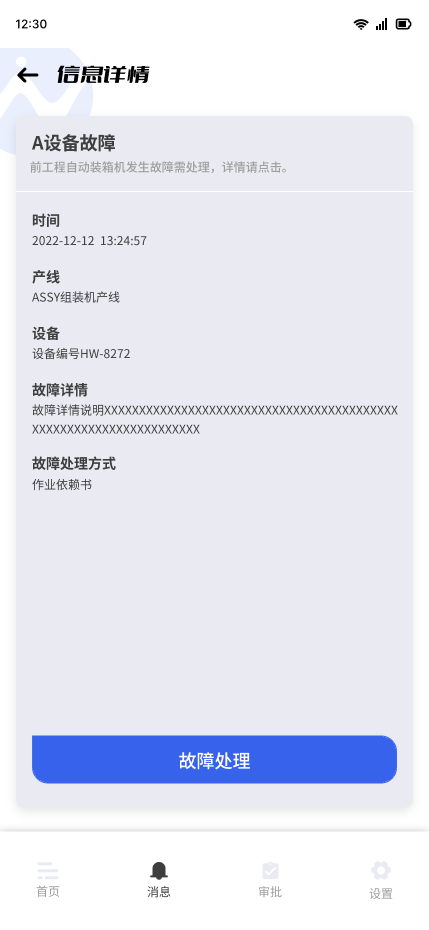 12:30
信息详情
A设备故障
前工程自动装箱机发生故障需处理，详情请点击。
时间
2022-12-12 13:24:57
产线
ASSY组装机产线
设备
设备编号HW-8272
故障详情
故障详情说明XXXXXXXXXXXXXXXXXXXXXXXXXXXXXXXXXXXXXXXXXX
XXXXXXXXXXXXXXXXXXXXXXXX
故障处理方式
作业依赖书
故障处理
首页
消息
审批
设置